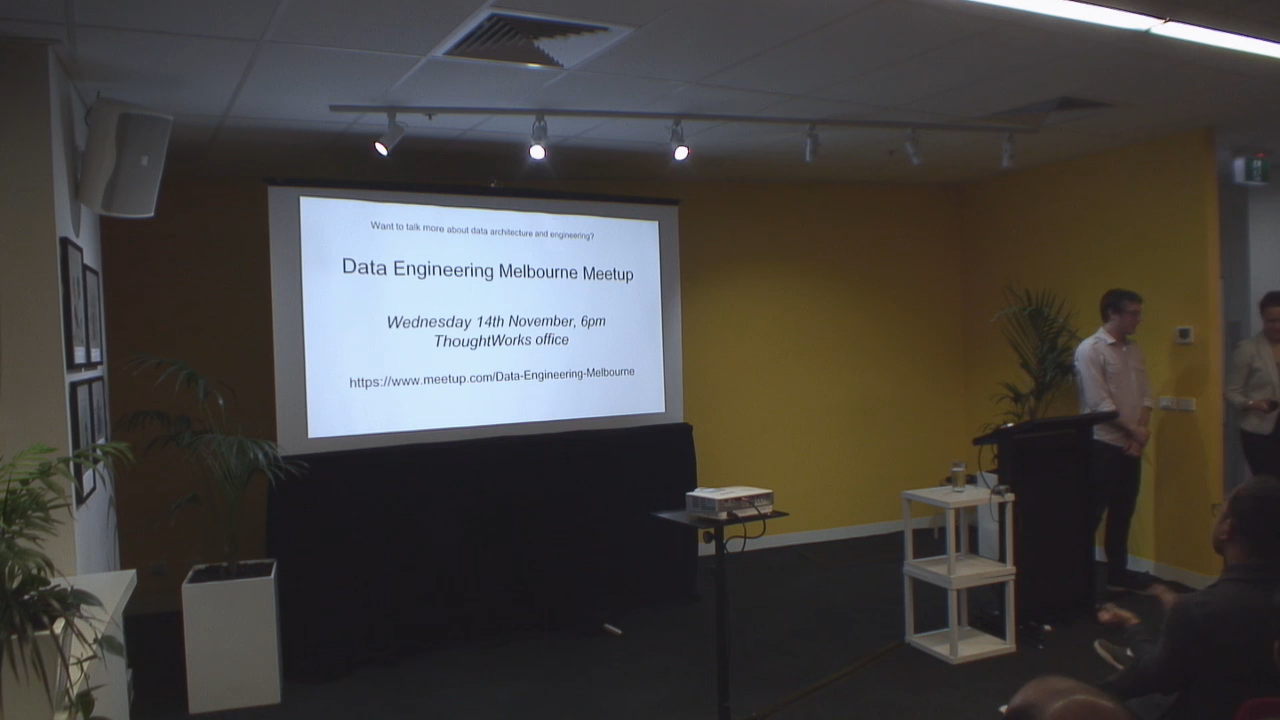 Want to talk more about data architecture and engineering?
Data Engineering Melbourne Meetup
Wednesday 14th November, 6pm
ThoughtWorks office
https://www.meetup.com/Data-Engineering-Melbourne